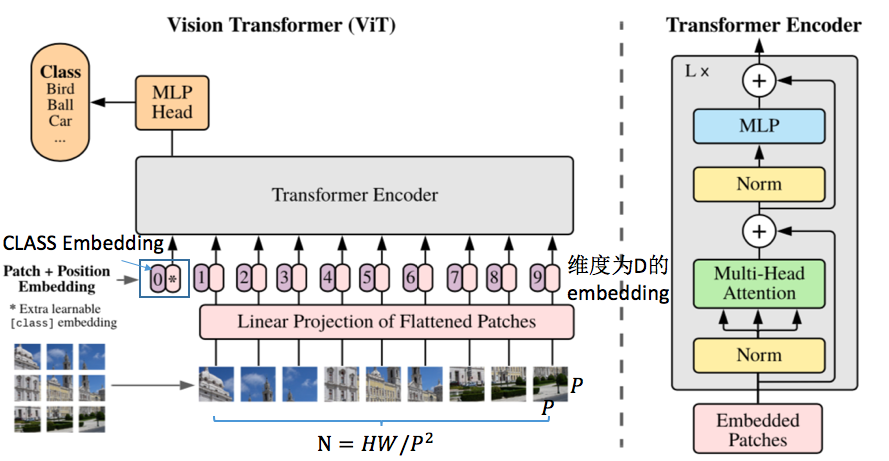 Vision Transformer (ViT)
Class
Bird
Ball
Car
...
MLP
Head
Transformer Encoder
CLASS Embedding
Patch + Position
Embedding
* Extra learnable
[class] embedding
0 * 1 2 3 4 5 6 7 8 9
维度为D的
embedding
Linear Projection of Flattened Patches
P
P
N = HW/P²
Transformer Encoder
L ×
+
MLP
Norm
+
Multi-Head
Attention
Norm
Embedded
Patches